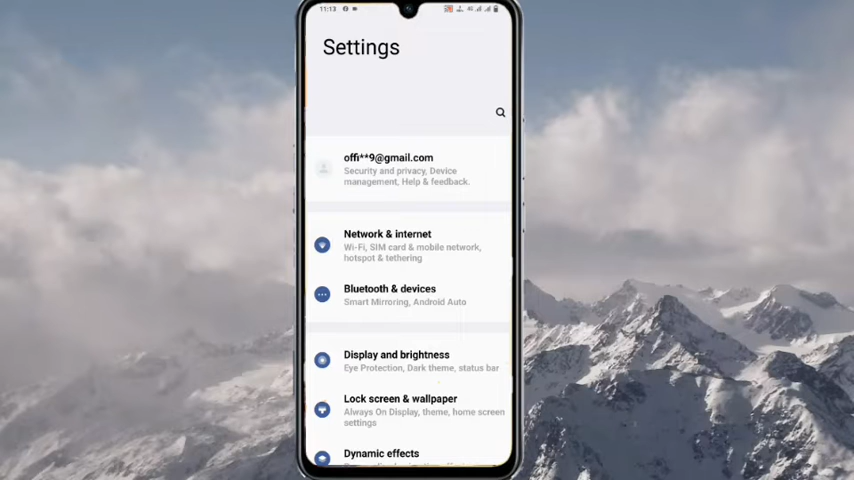 11:13
Settings
offi**9@gmail.com
Security and privacy, Device
management, Help & feedback.
Network & internet
Wi-Fi, SIM card & mobile network,
hotspot & tethering
Bluetooth & devices
Smart Mirroring, Android Auto
Display and brightness
Eye Protection, Dark theme, status bar
Lock screen & wallpaper
Always On Display, theme, home screen
settings
Dynamic effects